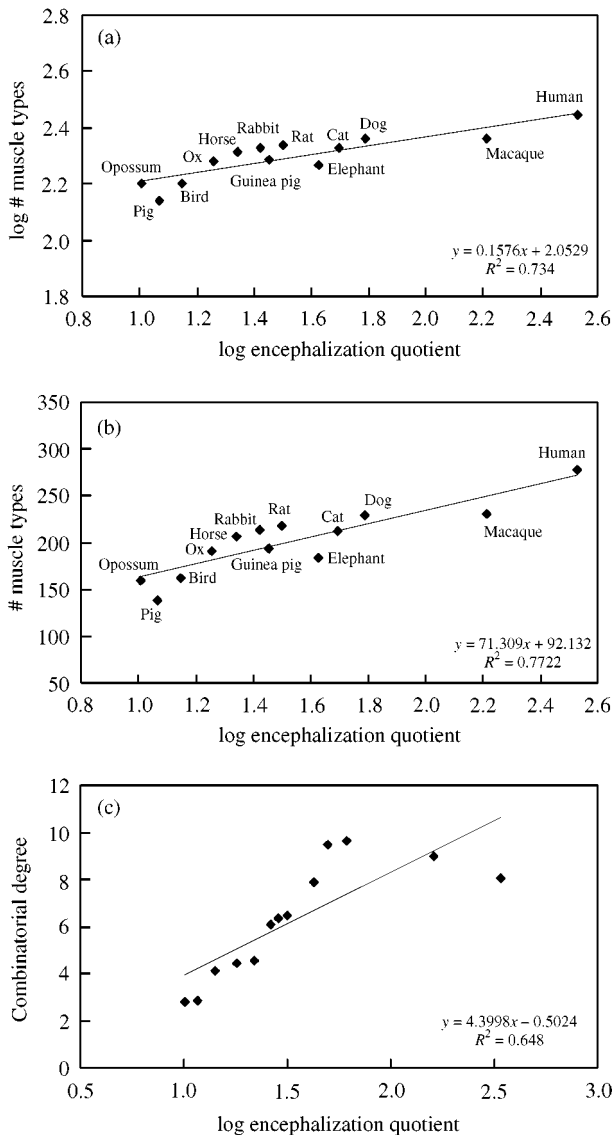 (a)
2.8
2.6
2.4
2.2
2.0
1.8
log # muscle types
Human
Dog
Cat
Rabbit
Rat
Horse
Ox
Macaque
Opossum
Elephant
Guinea pig
Bird
Pig
y = 0.1576x + 2.0529
R² = 0.734
0.8 1.0 1.2 1.4 1.6 1.8 2.0 2.2 2.4 2.6
log encephalization quotient
(b)
350
300
250
200
150
100
50
# muscle types
Human
Dog
Rat
Cat
Rabbit
Horse
Ox
Macaque
Opossum
Guinea pig
Elephant
Bird
Pig
y = 71.309x + 92.132
R² = 0.7722
0.8 1.0 1.2 1.4 1.6 1.8 2.0 2.2 2.4 2.6
log encephalization quotient
(c)
12
10
8
6
4
2
0
Combinatorial degree
y = 4.3998x – 0.5024
R² = 0.648
0.5 1.0 1.5 2.0 2.5 3.0
log encephalization quotient